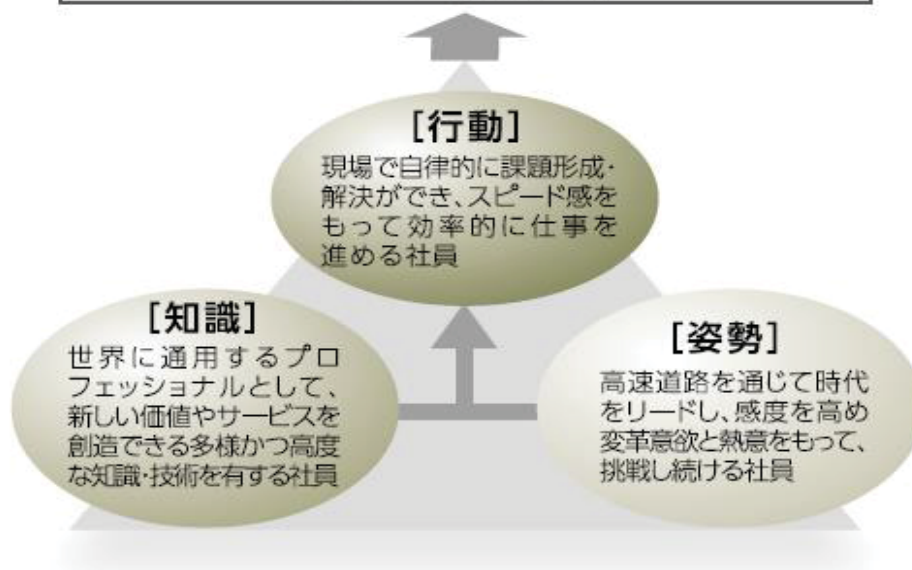 [行動]
現場で自律的に課題形成・
解決ができ、スピード感を
もって効率的に仕事を
進める社員
[知識]
世界に通用するプロ
フェッショナルとして、
新しい価値やサービスを
創造できる多様かつ高度
な知識・技術を有する社員
[姿勢]
高速道路を通じて時代
をリードし、感度を高め
変革意欲と熱意をもって、
挑戦し続ける社員